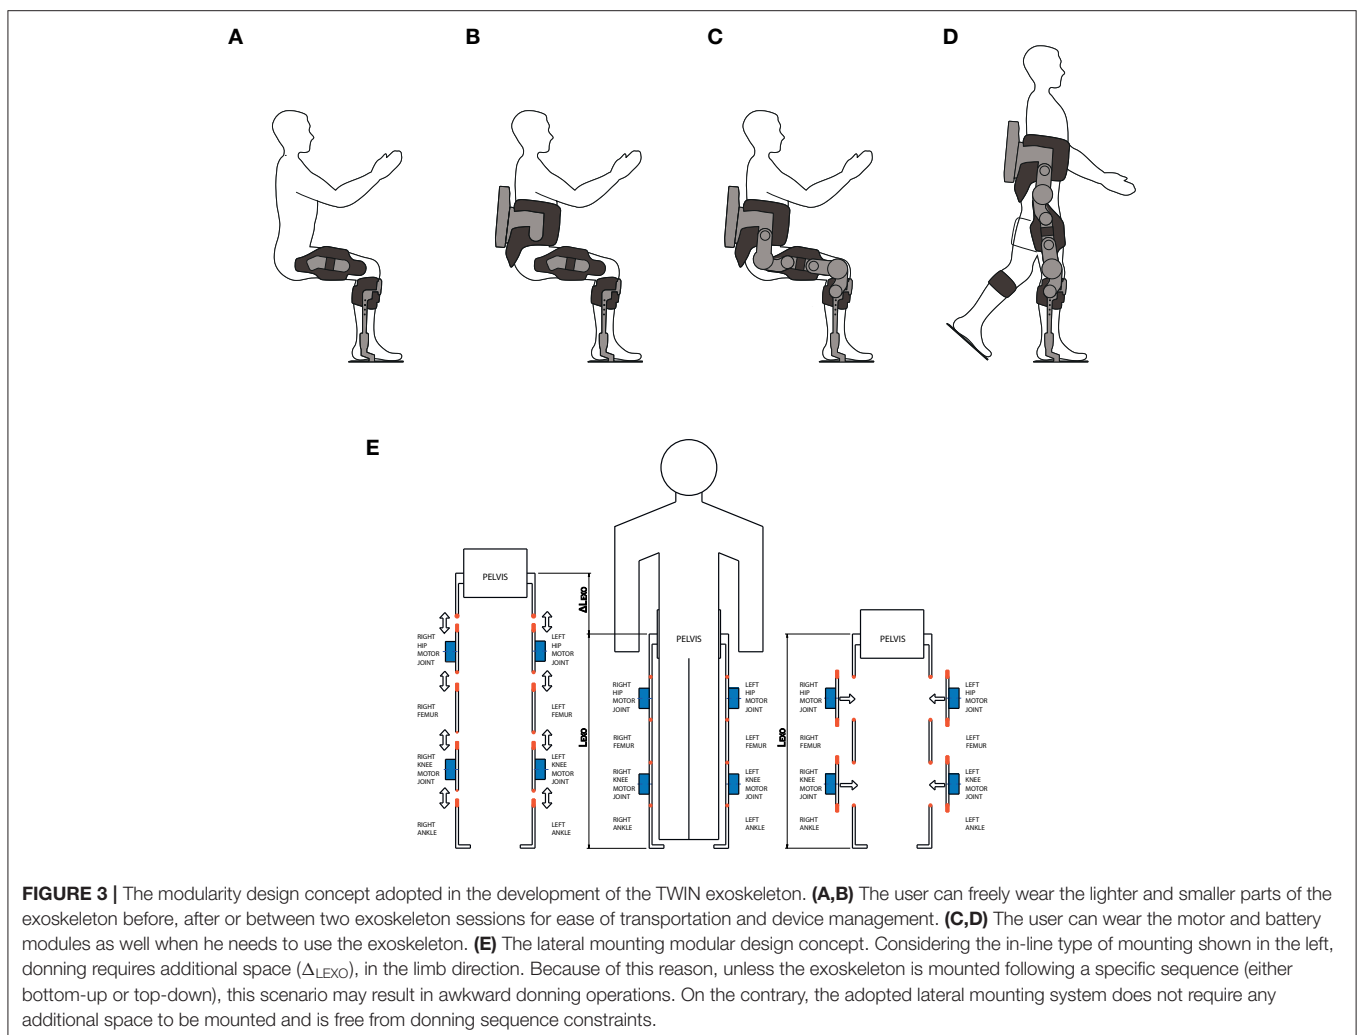 A
B
C
D
E
PELVIS
RIGHT
HIP
MOTOR
JOINT
LEFT
HIP
MOTOR
JOINT
RIGHT
FEMUR
LEFT
FEMUR
RIGHT
KNEE
MOTOR
JOINT
LEFT
KNEE
MOTOR
JOINT
RIGHT
ANKLE
LEFT
ANKLE
ΔLEXO
LEXO
PELVIS
RIGHT
HIP
MOTOR
JOINT
LEFT
HIP
MOTOR
JOINT
RIGHT
FEMUR
LEFT
FEMUR
RIGHT
KNEE
MOTOR
JOINT
LEFT
KNEE
MOTOR
JOINT
RIGHT
ANKLE
LEFT
ANKLE
LEXO
PELVIS
RIGHT
HIP
MOTOR
JOINT
LEFT
HIP
MOTOR
JOINT
RIGHT
FEMUR
LEFT
FEMUR
RIGHT
KNEE
MOTOR
JOINT
LEFT
KNEE
MOTOR
JOINT
RIGHT
ANKLE
LEFT
ANKLE
FIGURE 3 | The modularity design concept adopted in the development of the TWIN exoskeleton. (A,B) The user can freely wear the lighter and smaller parts of the
exoskeleton before, after or between two exoskeleton sessions for ease of transportation and device management. (C,D) The user can wear the motor and battery
modules as well when he needs to use the exoskeleton. (E) The lateral mounting modular design concept. Considering the in-line type of mounting shown in the left,
donning requires additional space (ΔLEXO), in the limb direction. Because of this reason, unless the exoskeleton is mounted following a specific sequence (either
bottom-up or top-down), this scenario may result in awkward donning operations. On the contrary, the adopted lateral mounting system does not require any
additional space to be mounted and is free from donning sequence constraints.